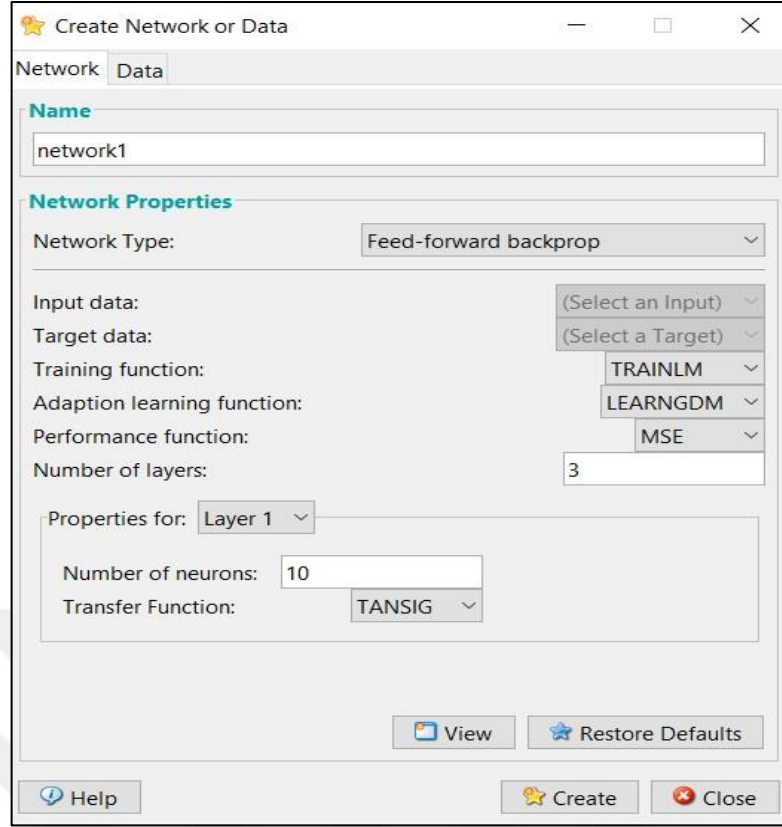 Create Network or Data
Network Data
Name
network1
Network Properties
Network Type: Feed-forward backprop
Input data: (Select an Input)
Target data: (Select a Target)
Training function: TRAINLM
Adaption learning function: LEARNGDM
Performance function: MSE
Number of layers: 3
Properties for: Layer 1
Number of neurons: 10
Transfer Function: TANSIG
View Restore Defaults
Help Create Close